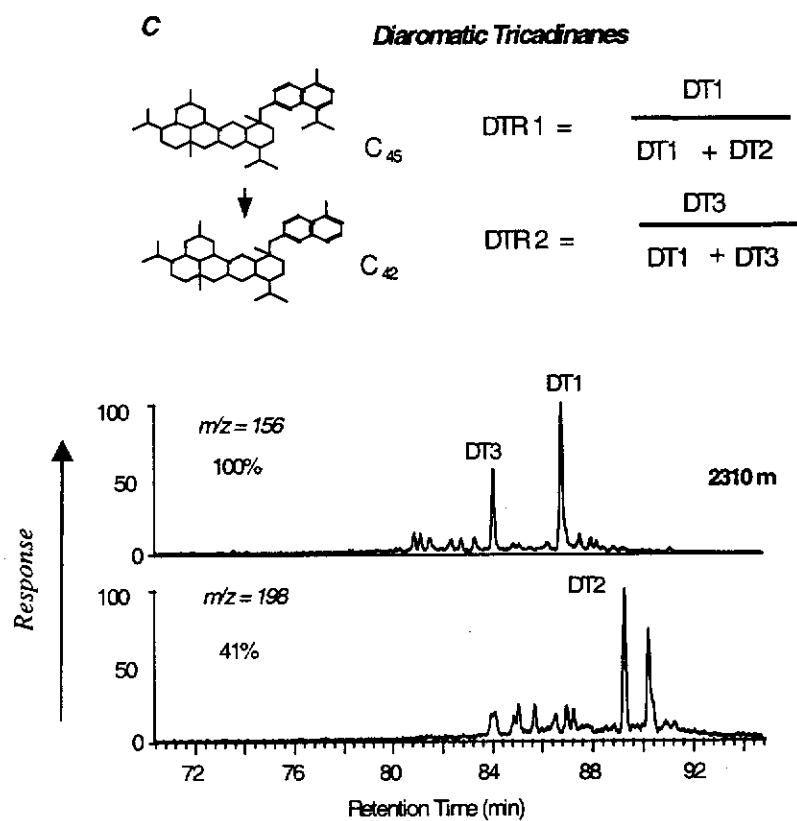 C
Diaromatic Tricadinanes
C45
DTR 1 = DT1 / DT1 + DT2
C42
DTR 2 = DT3 / DT1 + DT3
Response
100
50
0
m/z = 156
100%
DT3
DT1
2310 m
100
50
0
m/z = 198
41%
DT2
72 76 80 84 88 92
Retention Time (min)